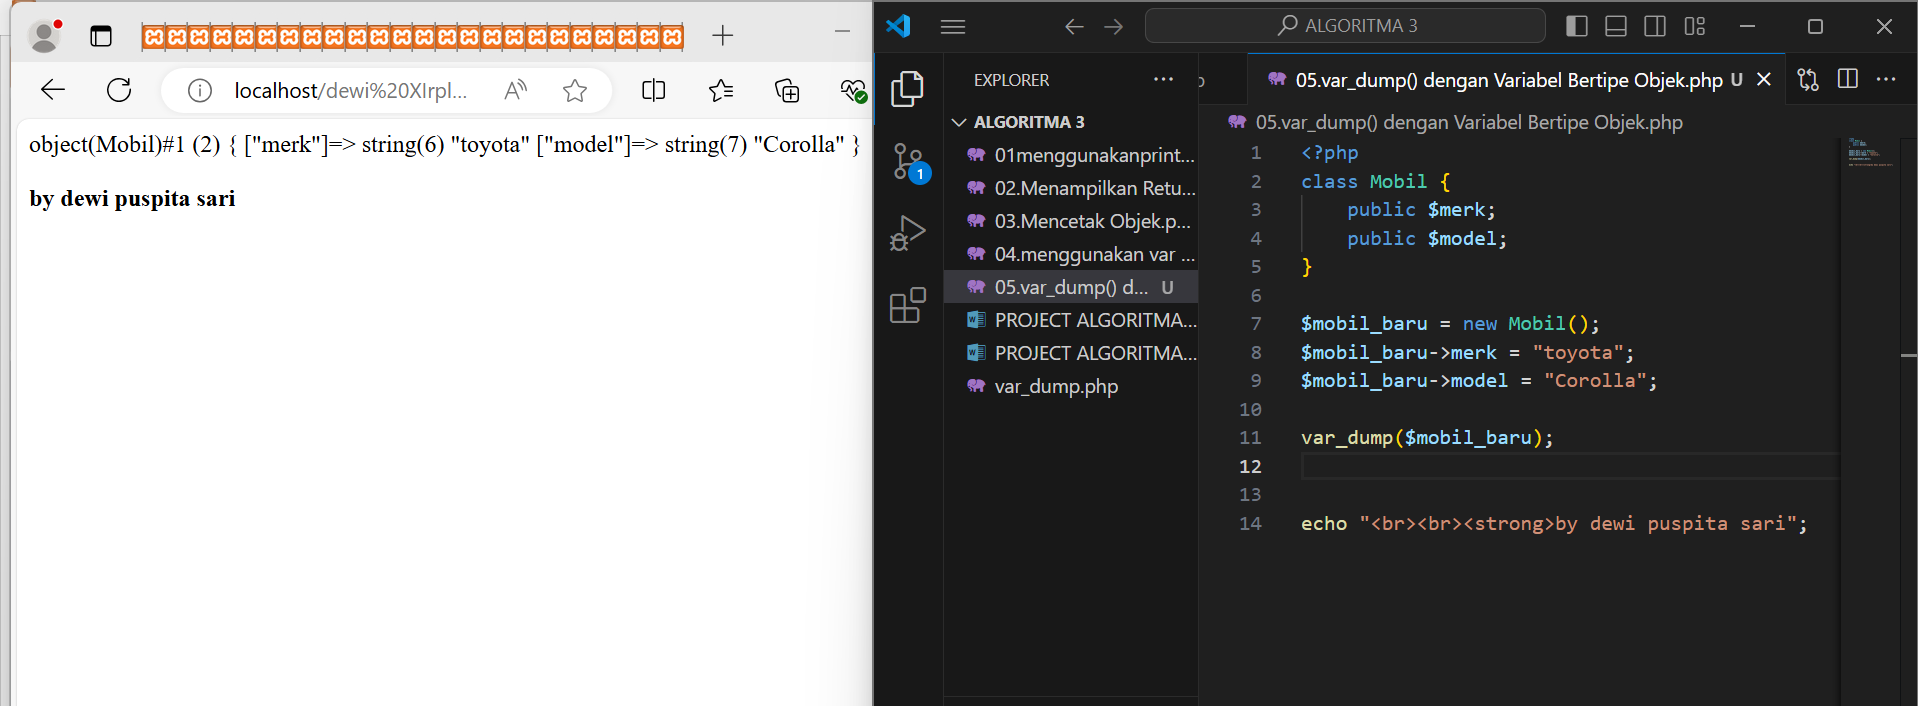 localhost/dewi%20XIrpl...
object(Mobil)#1 (2) { ["merk"]=> string(6) "toyota" ["model"]=> string(7) "Corolla" }
by dewi puspita sari
ALGORITMA 3
EXPLORER
ALGORITMA 3
01menggunakanprint...
02.Menampilkan Retu...
03.Mencetak Objek.p...
04.menggunakan var ...
05.var_dump() d... U
PROJECT ALGORITMA...
PROJECT ALGORITMA...
var_dump.php
1
05.var_dump() dengan Variabel Bertipe Objek.php U
05.var_dump() dengan Variabel Bertipe Objek.php
1 <?php
2 class Mobil {
3 public $merk;
4 public $model;
5 }
6
7 $mobil_baru = new Mobil();
8 $mobil_baru->merk = "toyota";
9 $mobil_baru->model = "Corolla";
10
11 var_dump($mobil_baru);
12
13
14 echo "<br><br><strong>by dewi puspita sari";